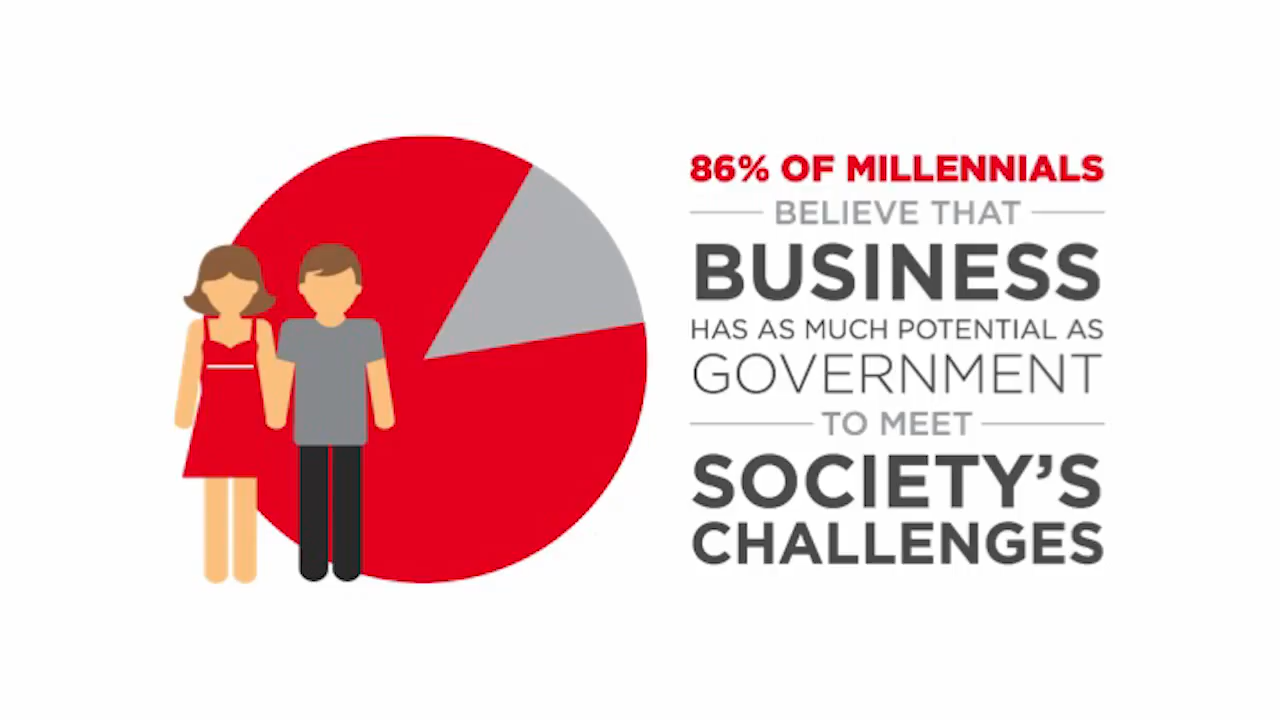 86% OF MILLENNIALS
BELIEVE THAT
BUSINESS
HAS AS MUCH POTENTIAL AS
GOVERNMENT
TO MEET
SOCIETY'S
CHALLENGES